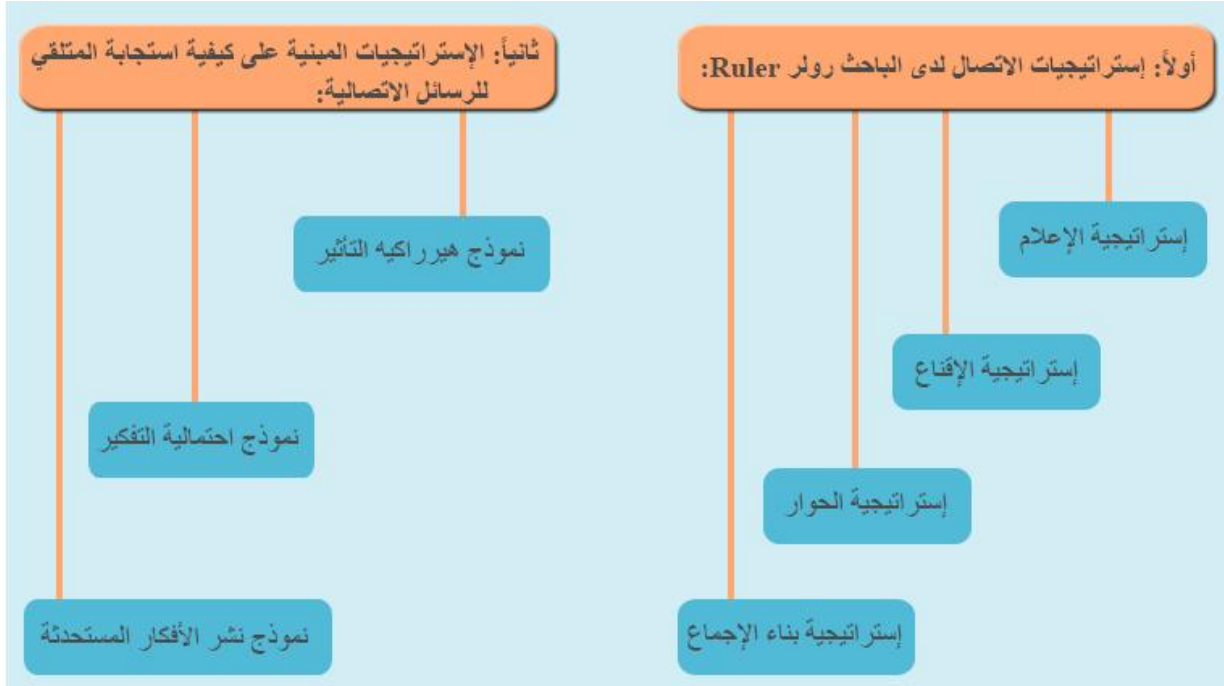 أولاً: إستراتيجيات الاتصال لدى الباحث رولر Ruler:
إستراتيجية الإعلام
إستراتيجية الإقناع
إستراتيجية الحوار
إستراتيجية بناء الإجماع
ثانياً: الإستراتيجيات المبنية على كيفية استجابة المتلقي
للرسائل الاتصالية:
نموذج هيرراكيه التأثير
نموذج احتمالية التفكير
نموذج نشر الأفكار المستحدثة